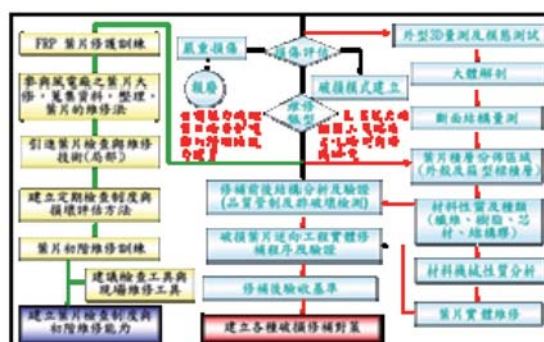 FRP 葉片修護訓練
參與風電廠之葉片大
修，蒐集資料，整理，
葉片的維修法
引進葉片檢查與維修
技術(局部)
建立定期檢查制度與
損壞評估方法
葉片初階維修訓練
建議檢查工具與
現場維修工具
建立葉片檢查制度與
初階維修能力
嚴重損傷
報廢
損傷評估
破損模式建立
維修
類型
修補前後結構分析及驗證
(品質管制及非破壞檢測)
破損葉片逆向工程實體修
補程序及驗證
修補後驗收基準
建立各種破損修補對策
外型3D量測及模態測試
大體解剖
斷面結構量測
葉片積層分佈區域
(外殼及箱型樑積層)
材料性質及種類
(纖維、樹脂、芯
材、結構膠)
材料機械性質分析
葉片實體維修